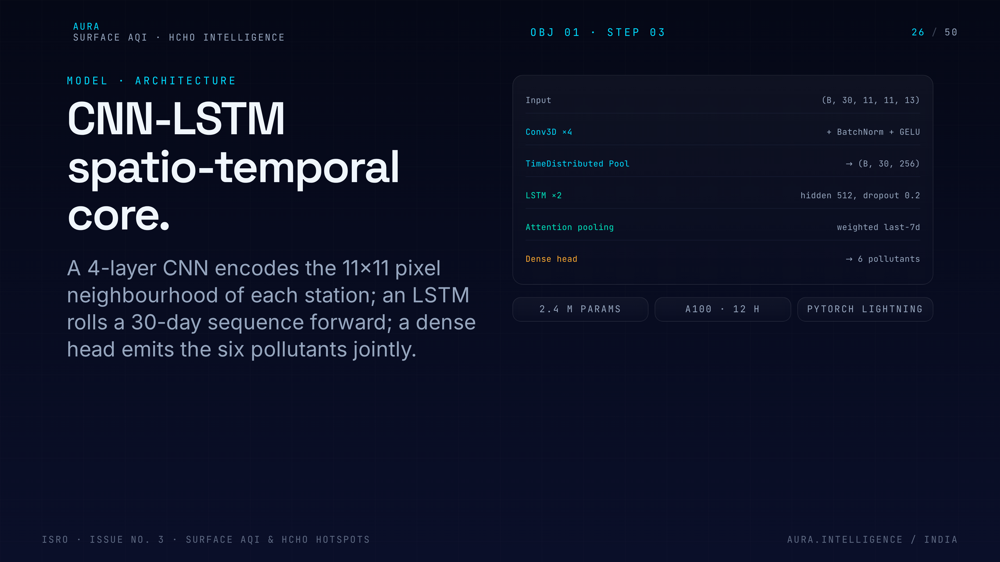 AURA
SURFACE AQI · HCHO INTELLIGENCE
OBJ 01 · STEP 03
26 / 50
MODEL · ARCHITECTURE
CNN-LSTM
spatio-temporal
core.
A 4-layer CNN encodes the 11×11 pixel
neighbourhood of each station; an LSTM
rolls a 30-day sequence forward; a dense
head emits the six pollutants jointly.
Input (B, 30, 11, 11, 13)
Conv3D ×4 + BatchNorm + GELU
TimeDistributed Pool → (B, 30, 256)
LSTM ×2 hidden 512, dropout 0.2
Attention pooling weighted last-7d
Dense head → 6 pollutants
2.4 M PARAMS
A100 · 12 H
PYTORCH LIGHTNING
ISRO · ISSUE NO. 3 · SURFACE AQI & HCHO HOTSPOTS
AURA.INTELLIGENCE / INDIA